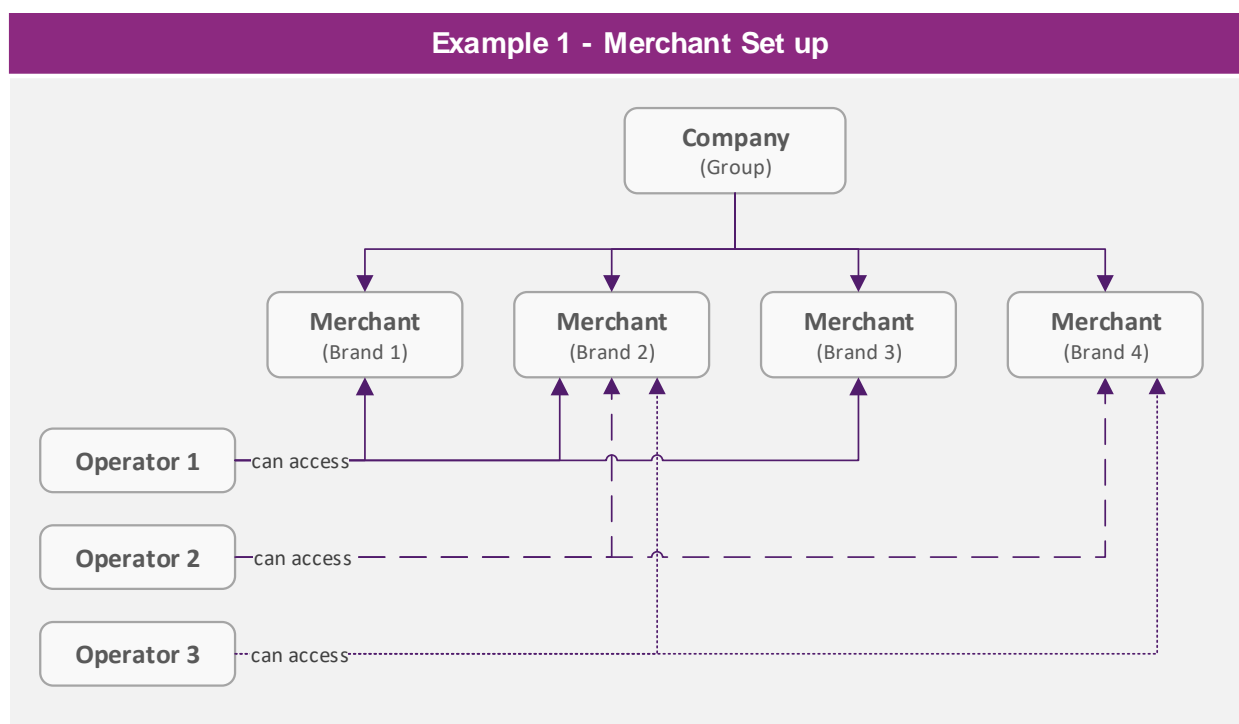 Example 1 - Merchant Set up
Company
(Group)
Merchant
(Brand 1)
Merchant
(Brand 2)
Merchant
(Brand 3)
Merchant
(Brand 4)
Operator 1
can access
Operator 2
can access
Operator 3
can access